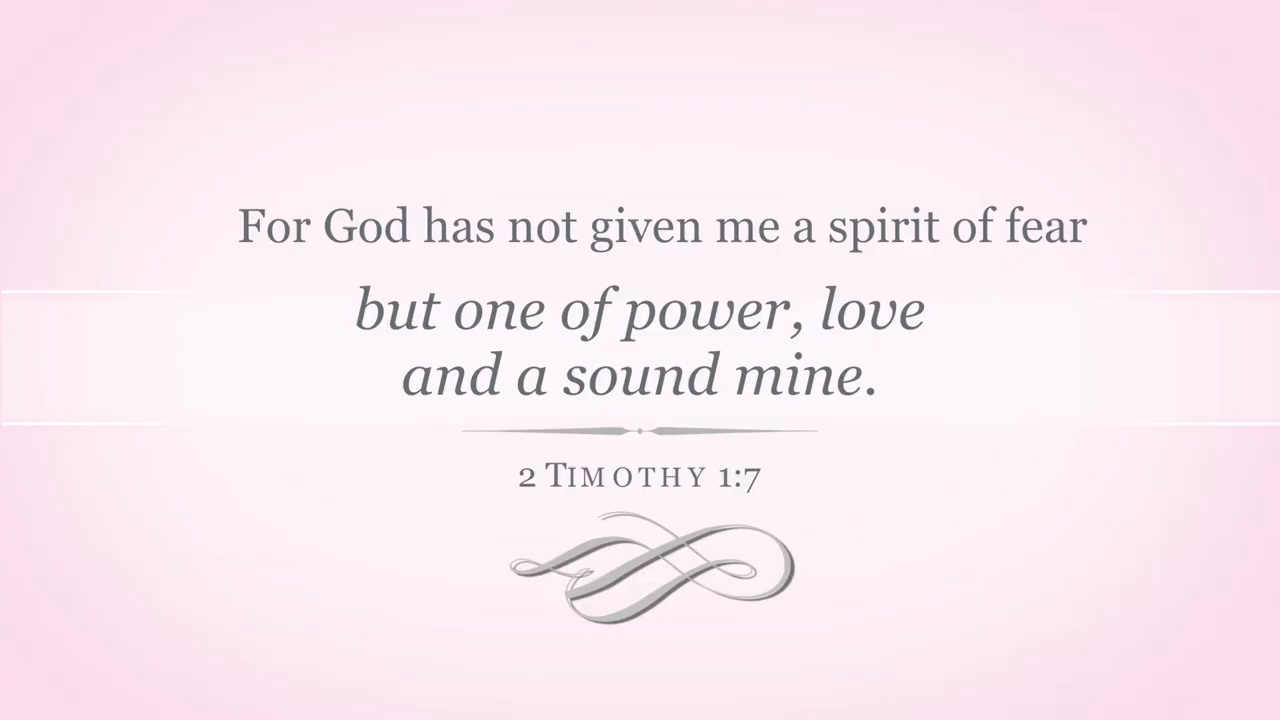 For God has not given me a spirit of fear
but one of power, love
and a sound mine.
2 TIMOTHY 1:7